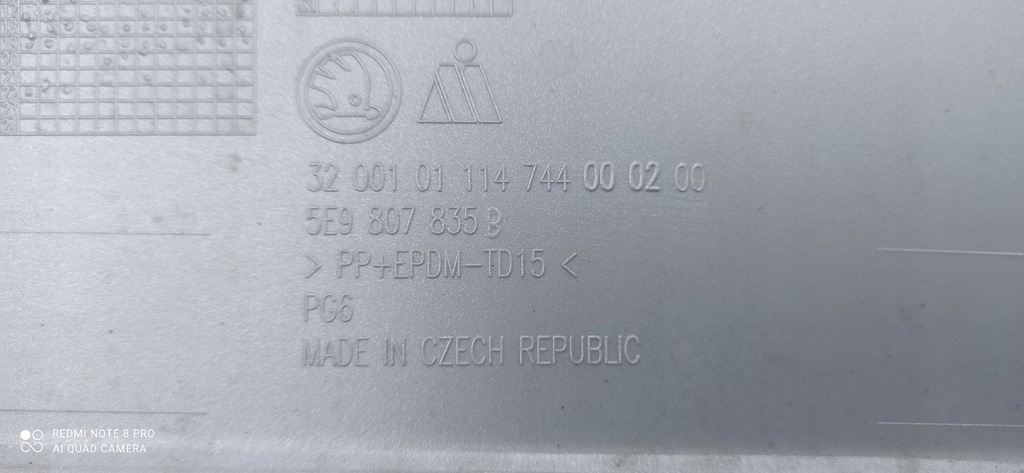 32 001 01 114 744 00 02 00
5E9 807 835 B
> PP+EPDM-TD15 <
PG6
MADE IN CZECH REPUBLIC
REDMI NOTE 8 PRO
AI QUAD CAMERA